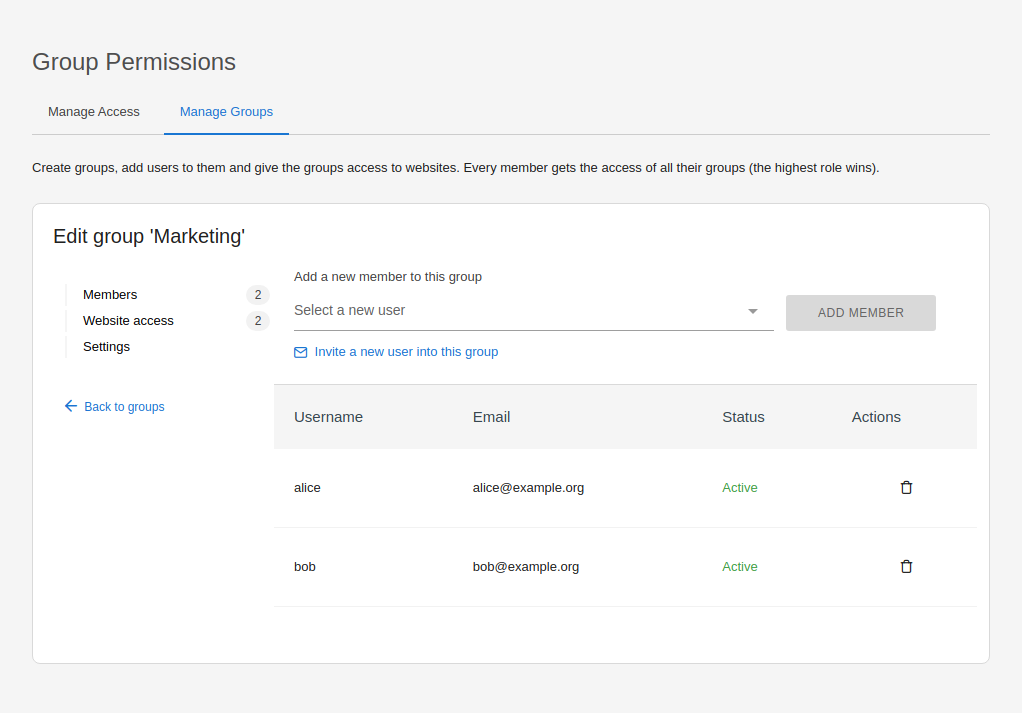 Group Permissions
Manage Access
Manage Groups
Create groups, add users to them and give the groups access to websites. Every member gets the access of all their groups (the highest role wins).
Edit group 'Marketing'
Members 2
Website access 2
Settings
Back to groups
Add a new member to this group
Select a new user
ADD MEMBER
Invite a new user into this group
Username Email Status Actions
alice alice@example.org Active
bob bob@example.org Active